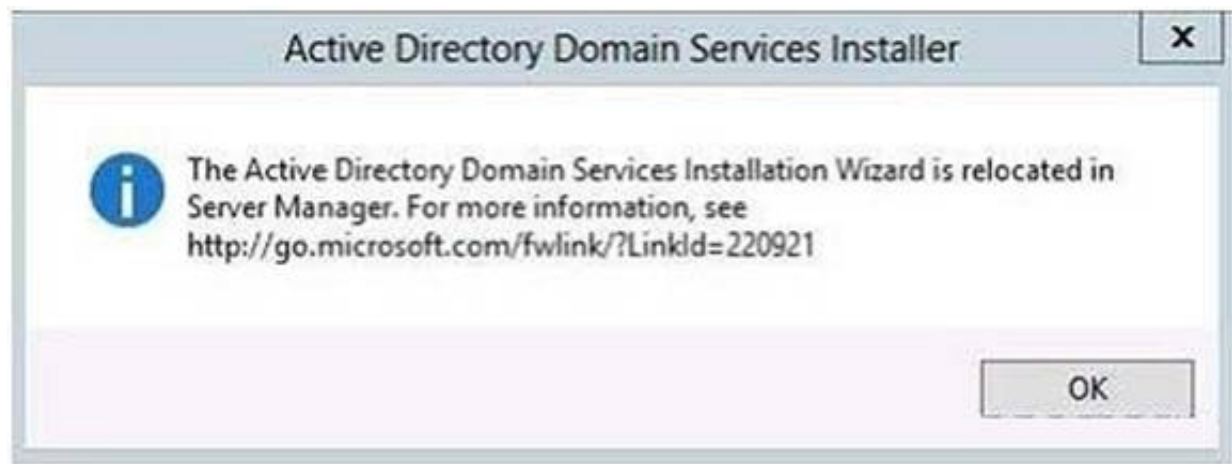 Active Directory Domain Services Installer
x
The Active Directory Domain Services Installation Wizard is relocated in
Server Manager. For more information, see
http://go.microsoft.com/fwlink/?LinkId=220921
OK